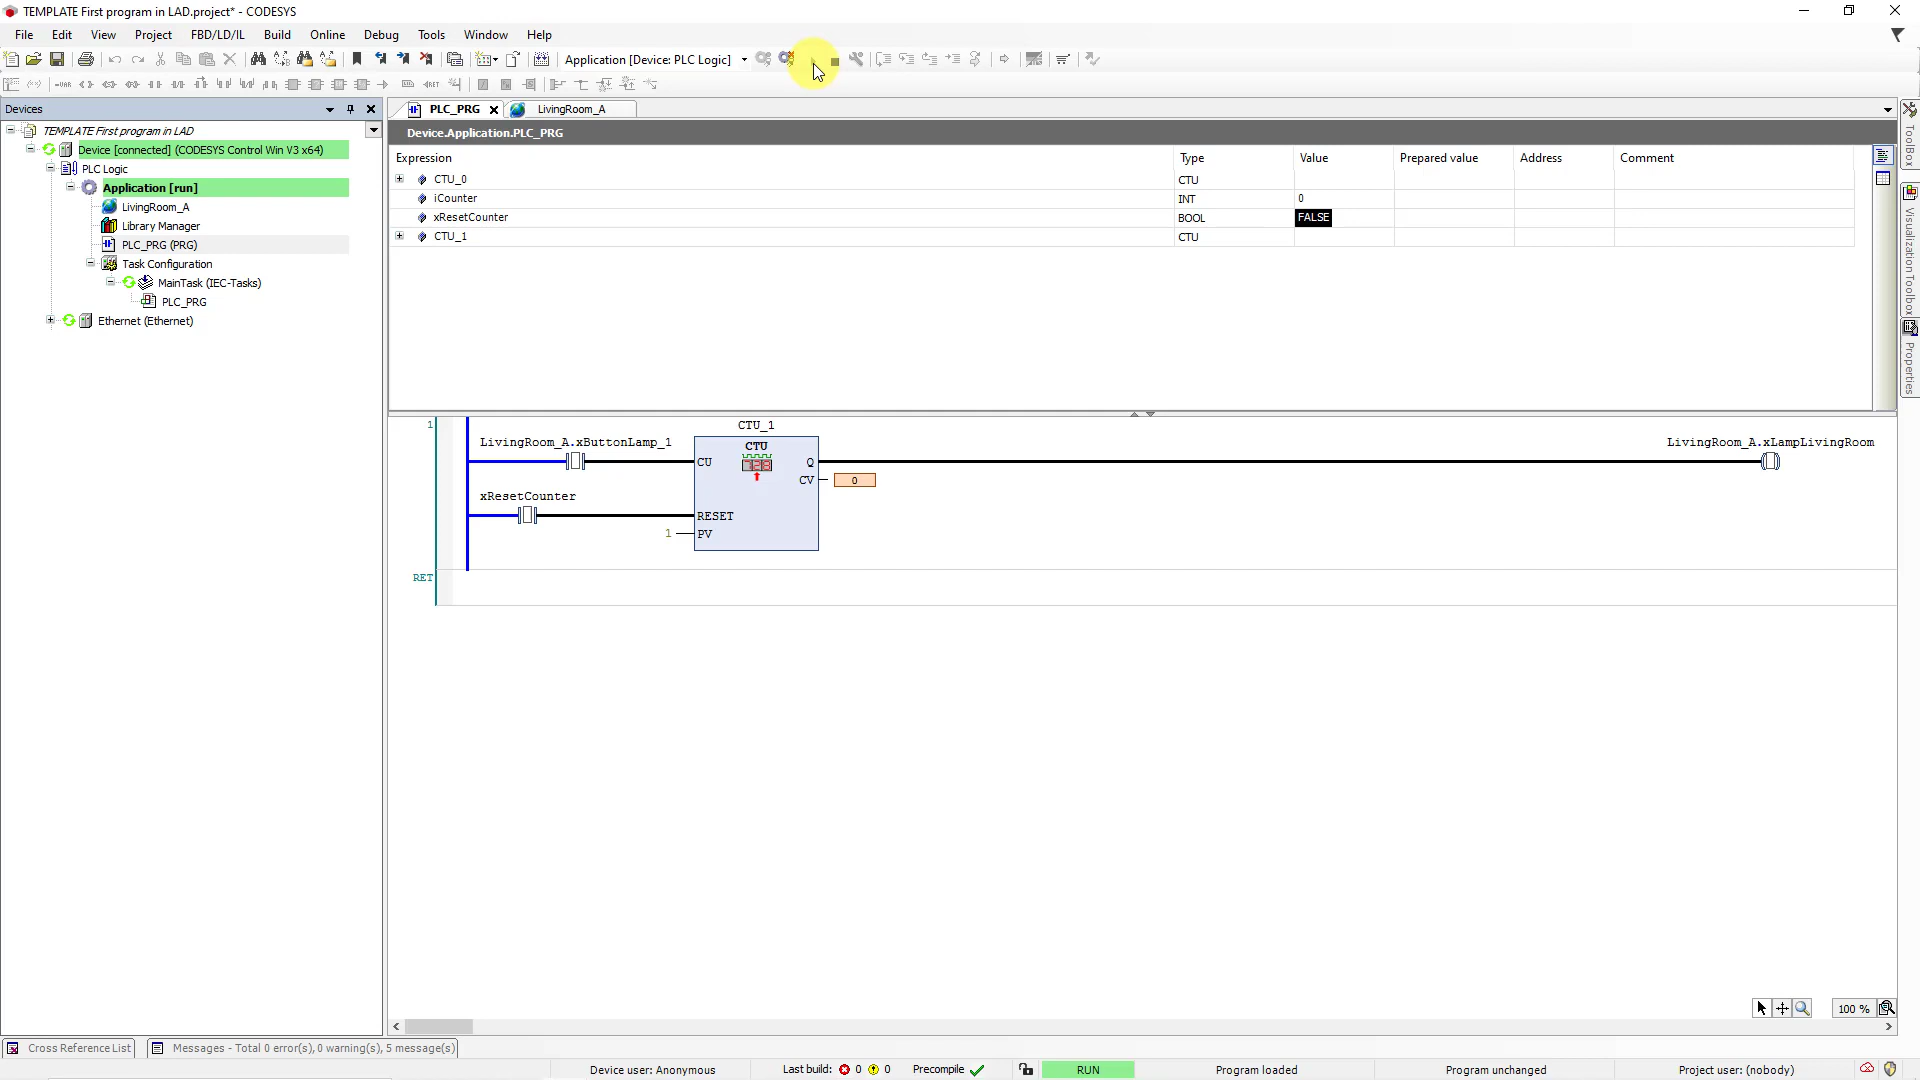 TEMPLATE First program in LAD.project* - CODESYS
File Edit View Project FBD/LD/IL Build Online Debug Tools Window Help
Application [Device: PLC Logic]
Devices
TEMPLATE First program in LAD
Device [connected] (CODESYS Control Win V3 x64)
PLC Logic
Application [run]
LivingRoom_A
Library Manager
PLC_PRG (PRG)
Task Configuration
MainTask (IEC-Tasks)
PLC_PRG
Ethernet (Ethernet)
PLC_PRG LivingRoom_A
Device.Application.PLC_PRG
Expression Type Value Prepared value Address Comment
CTU_0 CTU
iCounter INT 0
xResetCounter BOOL FALSE
CTU_1 CTU
1
CTU_1
LivingRoom_A.xButtonLamp_1 CTU LivingRoom_A.xLampLivingRoom
CU Q
CV 0
xResetCounter
RESET
1 PV
RET
ToolBox
Visualization Toolbox
Properties
100 %
Cross Reference List Messages - Total 0 error(s), 0 warning(s), 5 message(s)
Device user: Anonymous Last build: 0 0 Precompile RUN Program loaded Program unchanged Project user: (nobody)